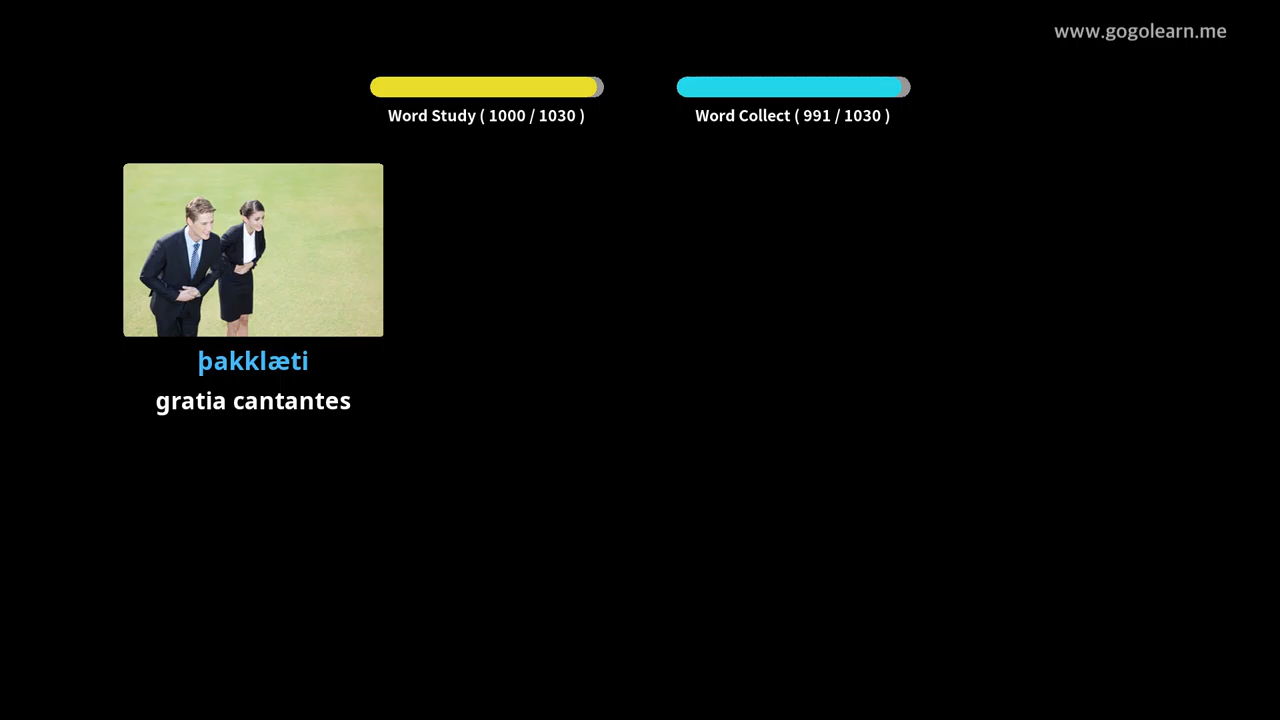 www.gogolearn.me
Word Study ( 1000 / 1030 )
Word Collect ( 991 / 1030 )
þakklæti
gratia cantantes